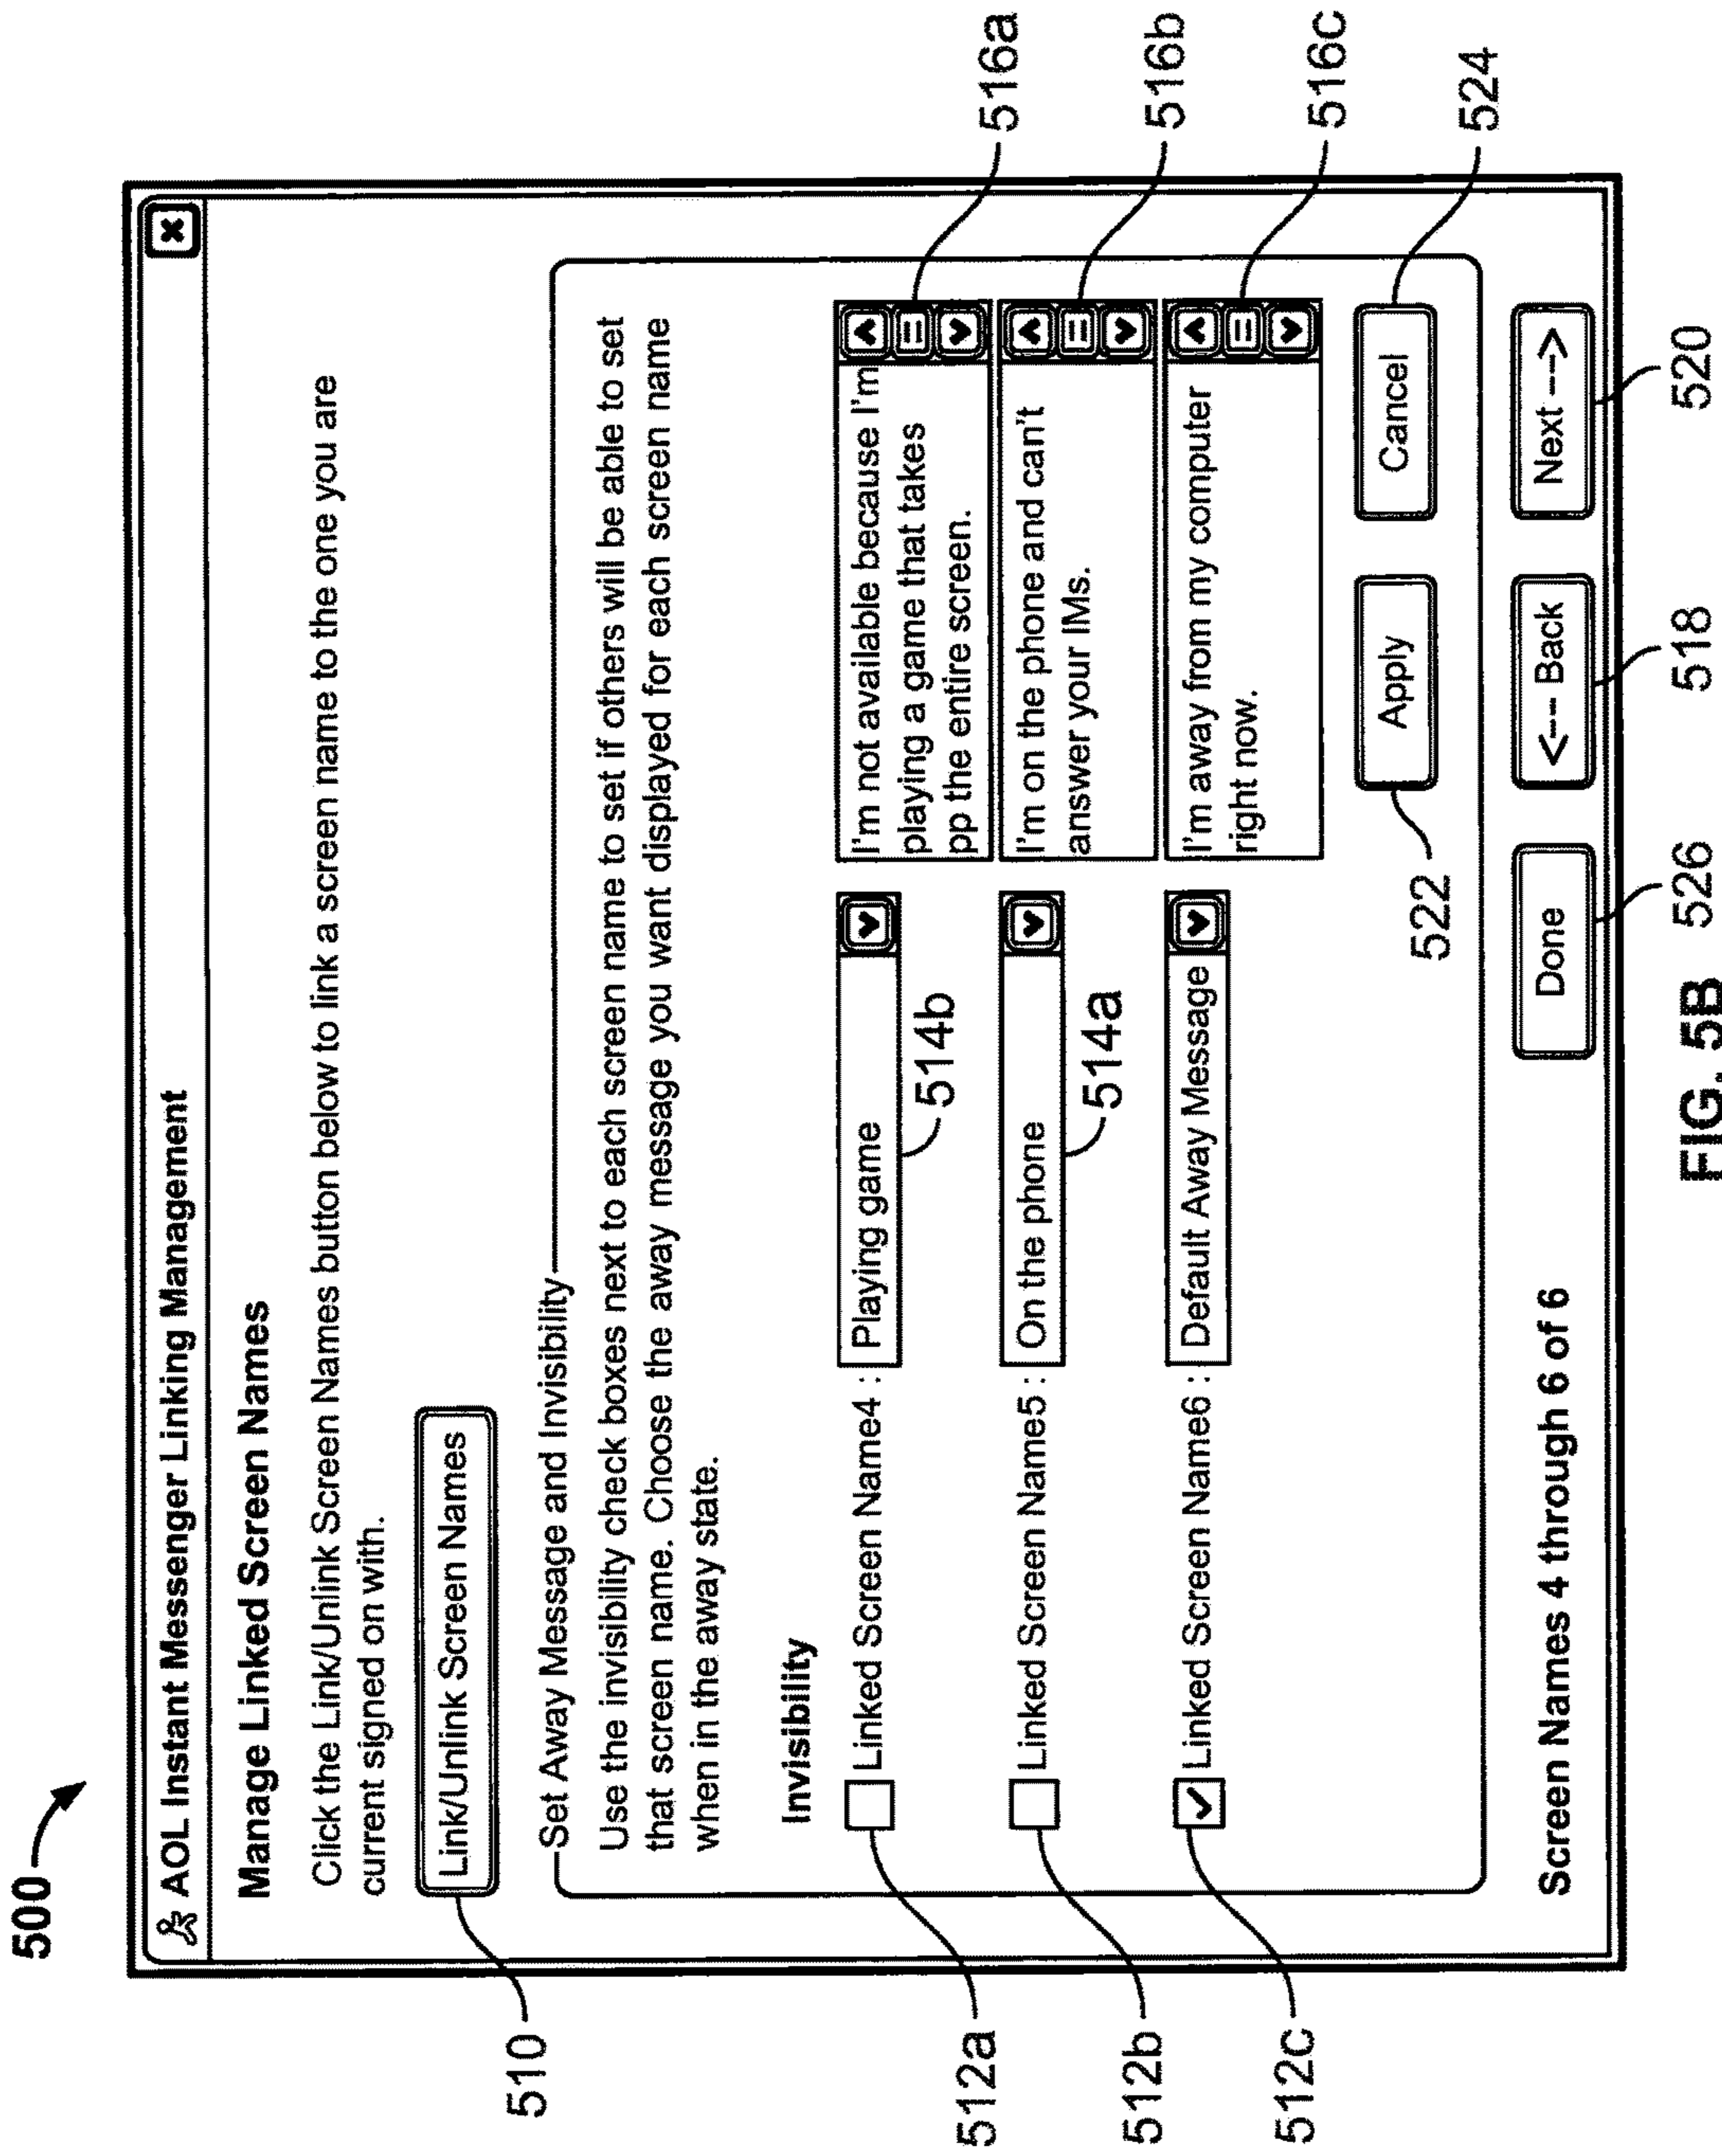 500
AOL Instant Messenger Linking Management
Manage Linked Screen Names
Click the Link/Unlink Screen Names button below to link a screen name to the one you are
current signed on with.
510
Link/Unlink Screen Names
Set Away Message and Invisibility
Use the invisibility check boxes next to each screen name to set if others will be able to set
that screen name. Choose the away message you want displayed for each screen name
when in the away state.
Invisibility
512a
Linked Screen Name4 :
Playing game
514b
I'm not available because I'm
playing a game that takes
pp the entire screen.
516a
512b
Linked Screen Name5 :
On the phone
514a
I'm on the phone and can't
answer your IMs.
516b
512c
Linked Screen Name6 :
Default Away Message
I'm away from my computer
right now.
516c
522
Apply
Cancel
524
Screen Names 4 through 6 of 6
Done
<--- Back
Next -->
526
518
520
FIG. 5B